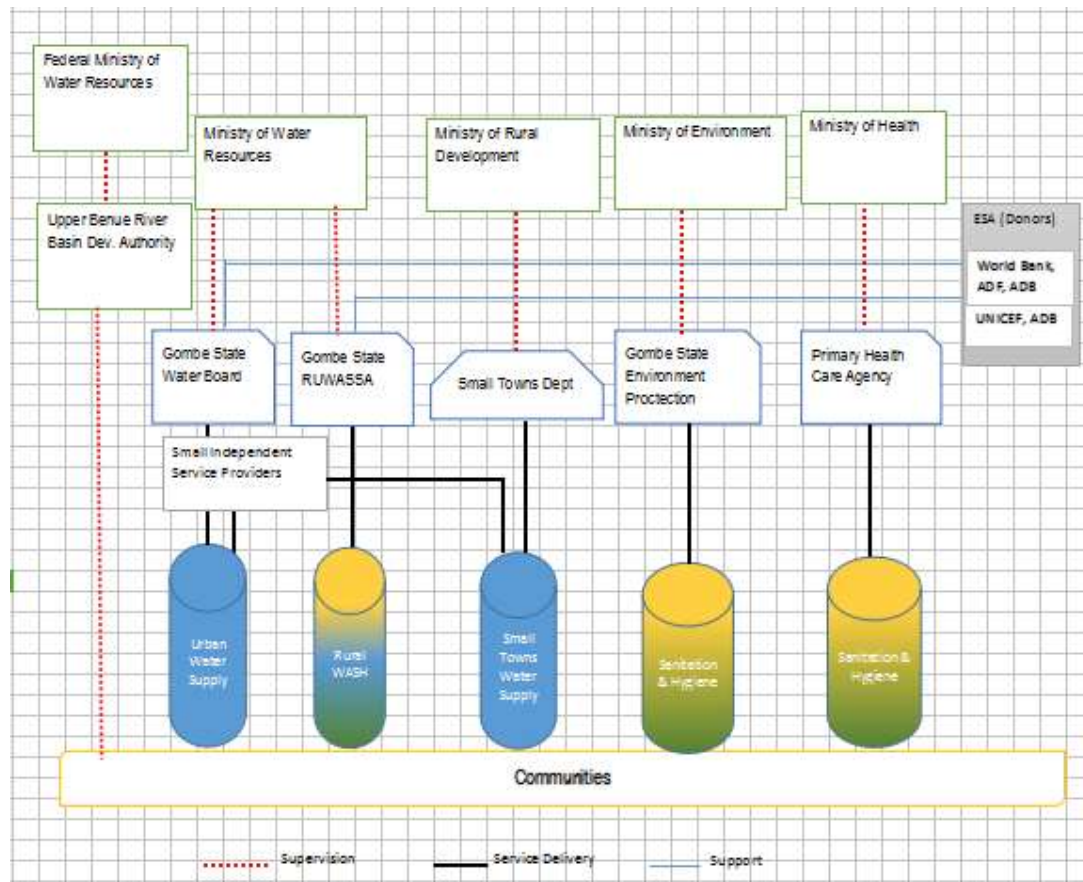 Federal Ministry of
Water Resources
Ministry of Water
Resources
Ministry of Rural
Development
Ministry of Environment
Ministry of Health
Upper Benue River
Basin Dev. Authority
ESA (Donors)
World Bank,
ADF, ADB
UNICEF, ADB
Gombe State
Water Board
Gombe State
RUWASSA
Small Towns Dept
Gombe State
Environment
Proctection
Primary Health
Care Agency
Small Independent
Service Providers
Urban
Water
Supply
Rural
WASH
Small
Towns
Water
Supply
Sanitation
& Hygiene
Sanitation &
Hygiene
Communities
Supervision
Service Delivery
Support